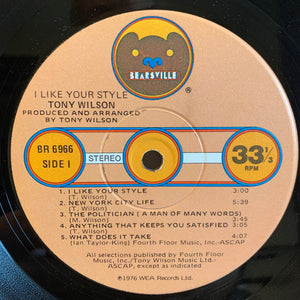 BEARSVILLE
®
I LIKE YOUR STYLE
TONY WILSON
PRODUCED AND ARRANGED
BY TONY WILSON
BR 6966
SIDE I
STEREO
33 1/3
RPM
1. I LIKE YOUR STYLE 3:00
(T. Wilson)
2. NEW YORK CITY LIFE 5:39
(T. Wilson)
3. THE POLITICIAN (A MAN OF MANY WORDS)
(M. Wilson) 3:45
4. ANYTHING THAT KEEPS YOU SATISFIED
(T. Wilson) 3:25
5. WHAT DOES IT TAKE 4:07
(Ian Taylor-King) Fourth Floor Music, Inc.-ASCAP
All selections published by Fourth Floor
Music, Inc./Tony Wilson Music Ltd.-
ASCAP, except as indicated.
℗1976 WEA Records Ltd.